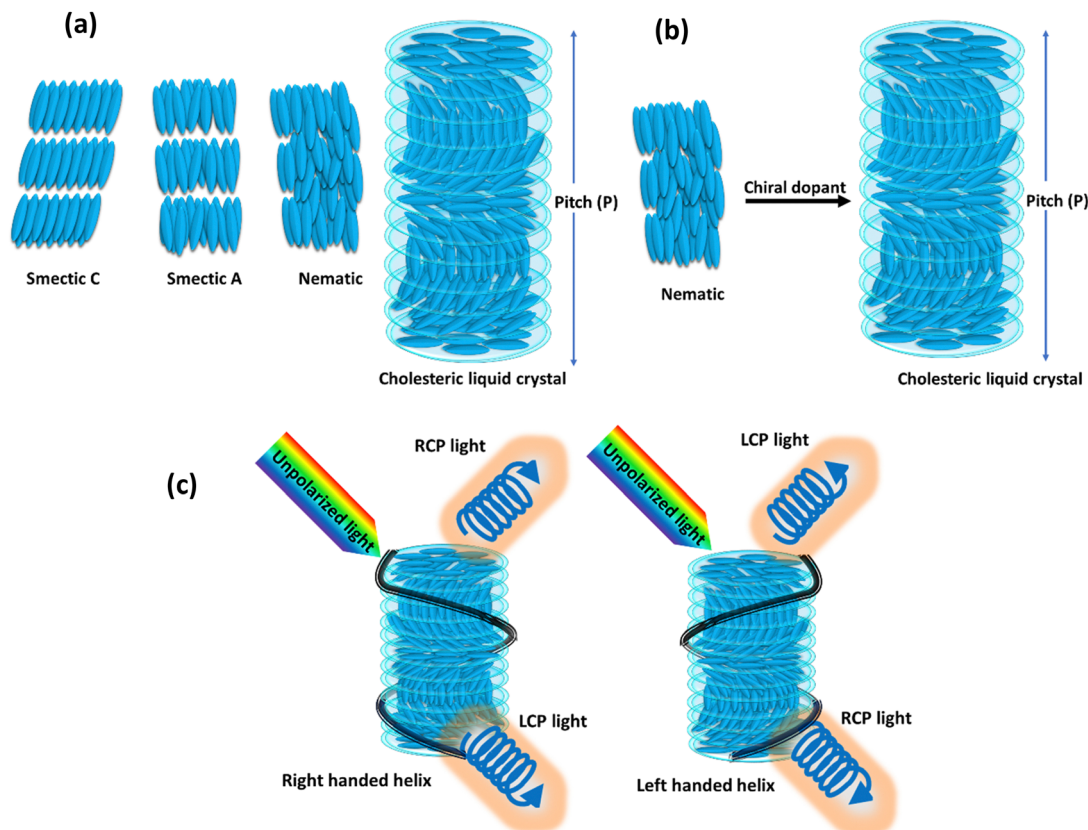 (a)
Smectic C
Smectic A
Nematic
Pitch (P)
Cholesteric liquid crystal
(b)
Nematic
Chiral dopant
Pitch (P)
Cholesteric liquid crystal
(c)
Unpolarized light
RCP light
LCP light
Right handed helix
Unpolarized light
LCP light
RCP light
Left handed helix